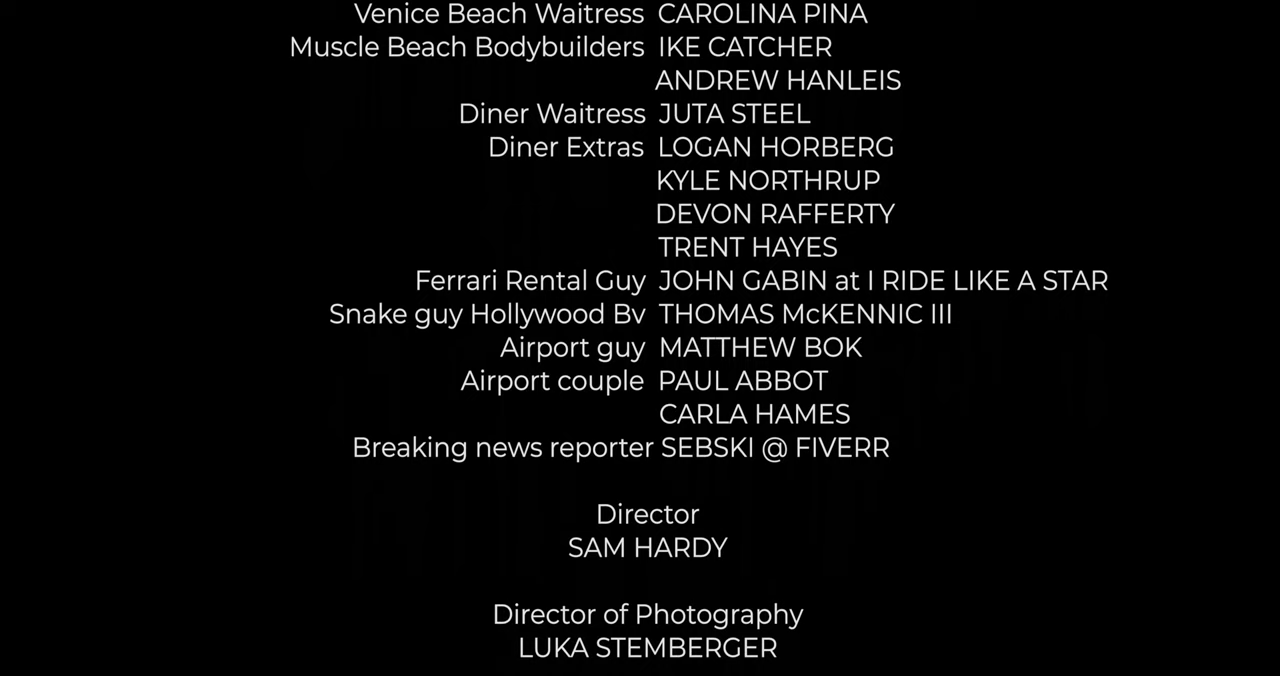 Venice Beach Waitress CAROLINA PINA
Muscle Beach Bodybuilders IKE CATCHER
ANDREW HANLEIS
Diner Waitress JUTA STEEL
Diner Extras LOGAN HORBERG
KYLE NORTHRUP
DEVON RAFFERTY
TRENT HAYES
Ferrari Rental Guy JOHN GABIN at I RIDE LIKE A STAR
Snake guy Hollywood Bv THOMAS McKENNIC III
Airport guy MATTHEW BOK
Airport couple PAUL ABBOT
CARLA HAMES
Breaking news reporter SEBSKI @ FIVERR
Director
SAM HARDY
Director of Photography
LUKA STEMBERGER